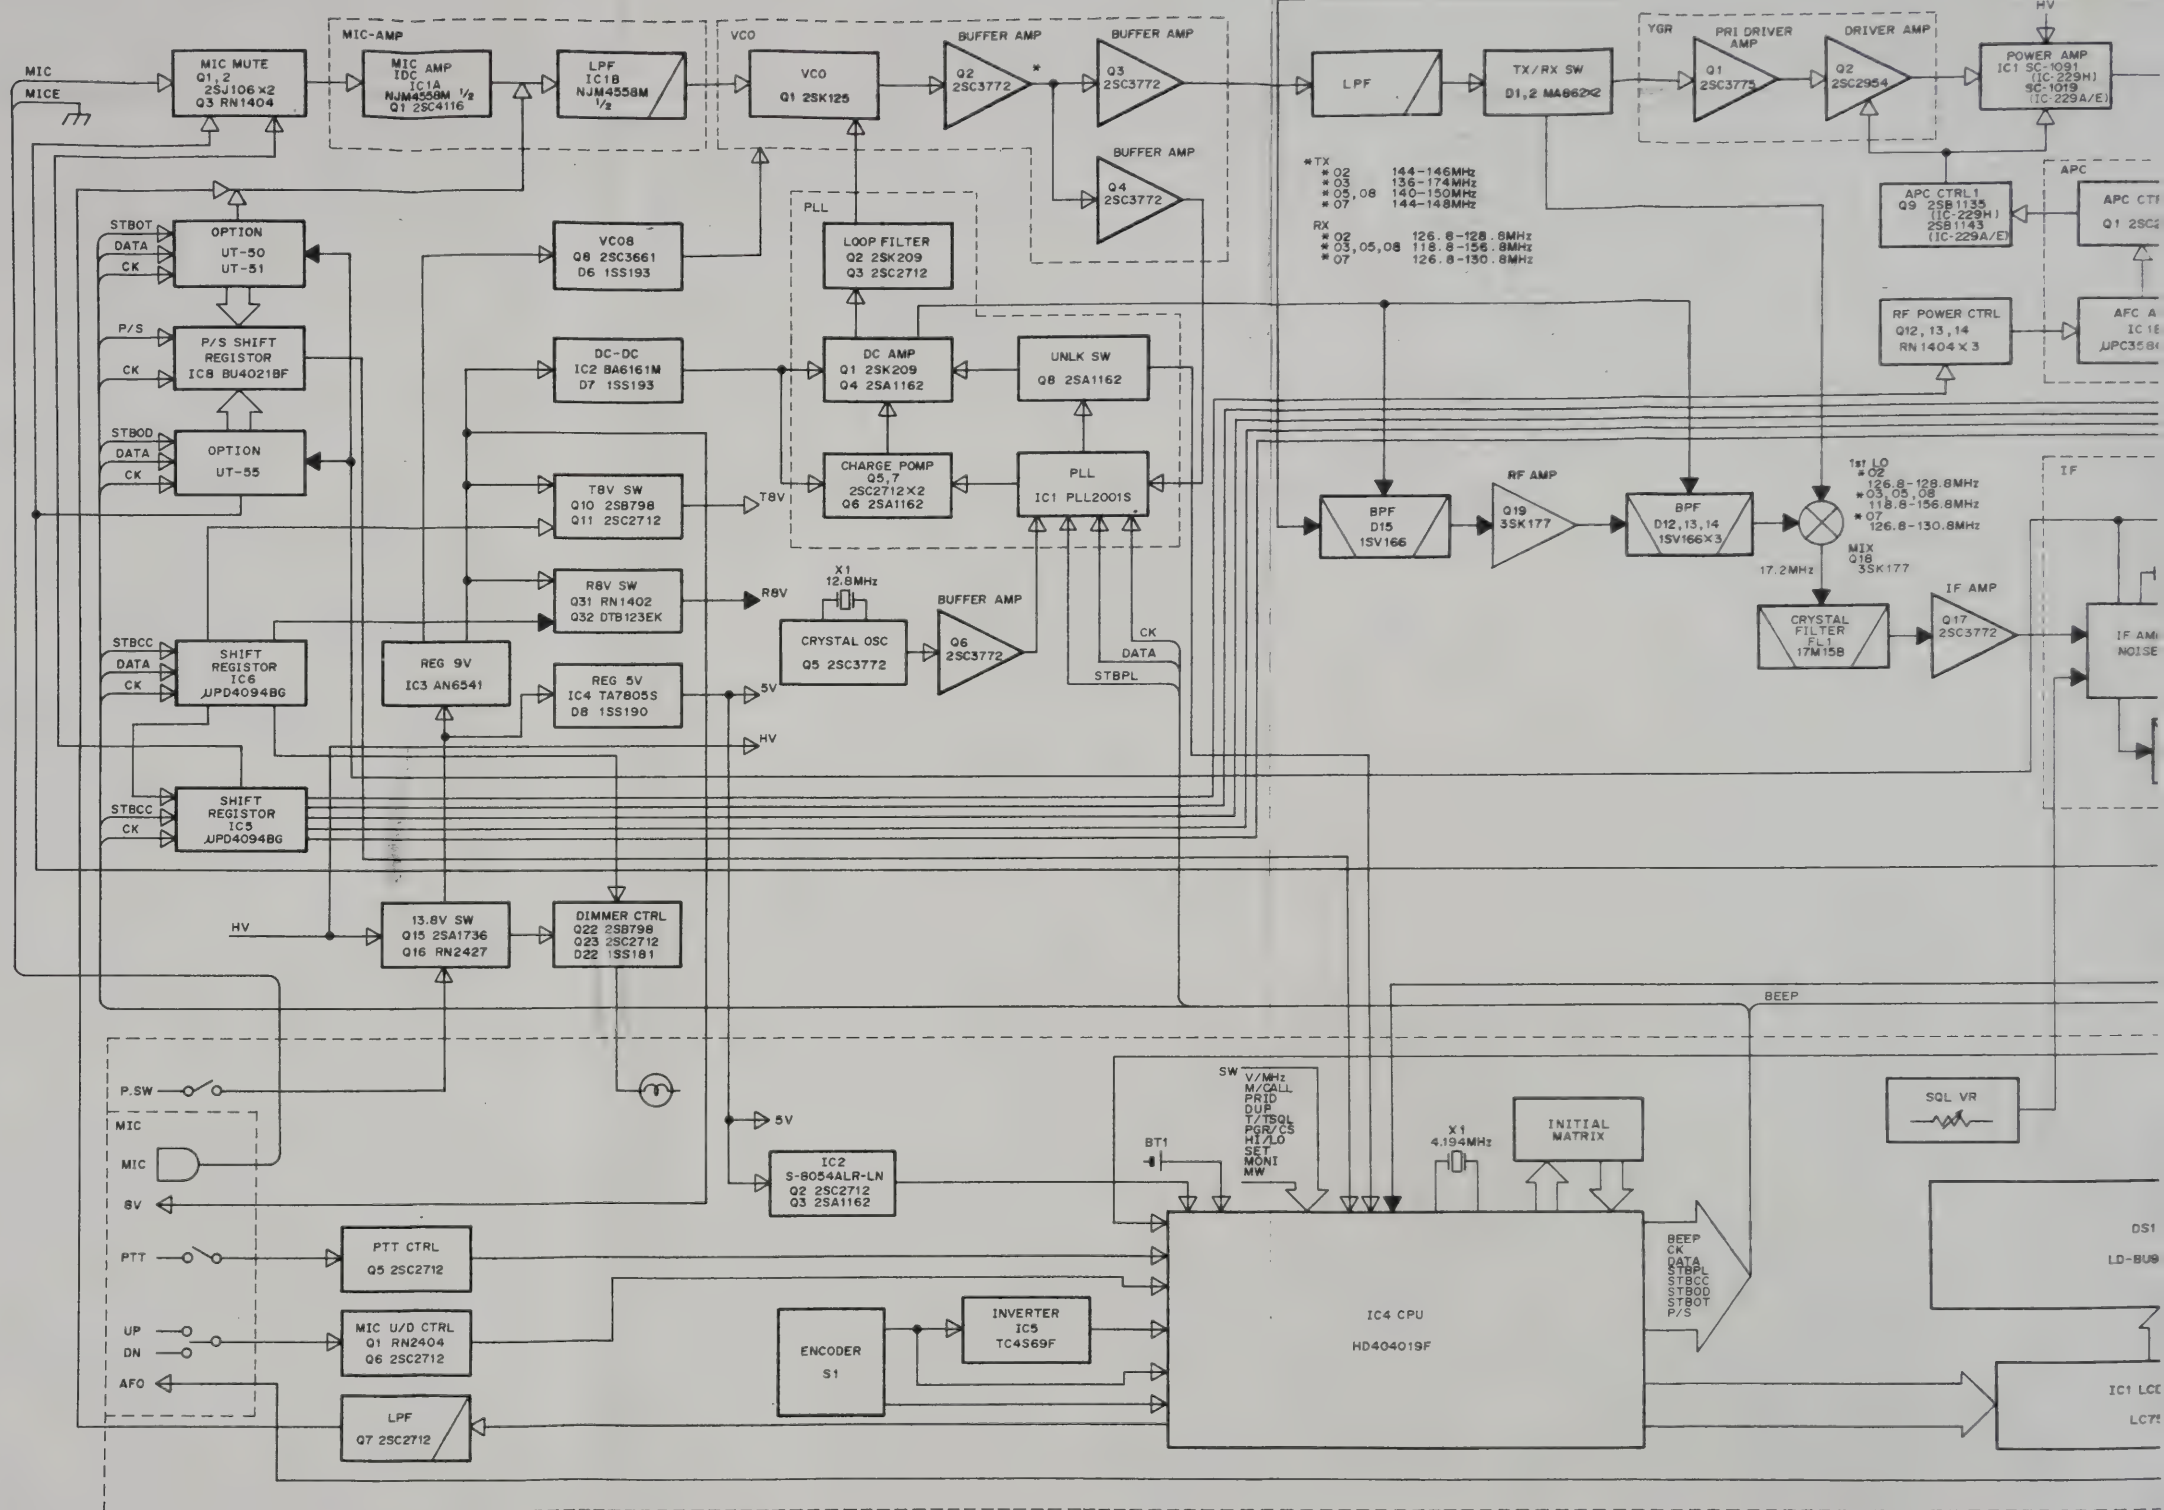 MIC
MICE
MIC MUTE
Q1, 2
2SJ106 ×2
Q3 RN1404
MIC-AMP
MIC AMP
IDC
IC1A
NJM4558M 1/2
Q1 2SC4116
LPF
IC1B
NJM4558M
1/2
VCO
VCO
Q1 2SK125
BUFFER AMP
Q2
2SC3772
*
BUFFER AMP
Q3
2SC3772
BUFFER AMP
Q4
2SC3772
LPF
TX/RX SW
D1,2 MA862×2
YGR
PRI DRIVER
AMP
Q1
2SC3775
DRIVER AMP
Q2
2SC2954
HV
POWER AMP
IC1 SC-1091
(IC-229H)
SC-1019
(IC-229A/E)
*TX
*02 144-146MHz
*03 136-174MHz
*05,08 140-150MHz
*07 144-148MHz
RX
*02 126.8-128.8MHz
*03,05,08 118.8-156.8MHz
*07 126.8-130.8MHz
APC CTRL1
Q9 2SB1135
(IC-229H)
2SB1143
(IC-229A/E)
APC
APC CT
Q1 2SC
RF POWER CTRL
Q12, 13, 14
RN1404×3
AFC A
IC1B
µPC358
STBOT
DATA
CK
OPTION
UT-50
UT-51
P/S
CK
P/S SHIFT
REGISTOR
IC8 BU4021BF
STBOD
DATA
CK
OPTION
UT-55
VCO8
Q8 2SC3661
D6 1SS193
DC-DC
IC2 BA6161M
D7 1SS193
T8V SW
Q10 2SB798
Q11 2SC2712
T8V
R8V SW
Q31 RN1402
Q32 DTB123EK
R8V
PLL
LOOP FILTER
Q2 2SK209
Q3 2SC2712
DC AMP
Q1 2SK209
Q4 2SA1162
UNLK SW
Q8 2SA1162
CHARGE POMP
Q5,7
2SC2712×2
Q6 2SA1162
PLL
IC1 PLL2001S
X1
12.8MHz
CRYSTAL OSC
Q5 2SC3772
BUFFER AMP
Q6
2SC3772
CK
DATA
STBPL
BPF
D15
1SV166
RF AMP
Q19
3SK177
BPF
D12,13,14
1SV166×3
1st LO
*02
126.8-128.8MHz
*03,05,08
118.8-156.8MHz
*07
126.8-130.8MHz
MIX
Q18
3SK177
17.2MHz
CRYSTAL
FILTER
FL1
17M15B
IF AMP
Q17
2SC3772
IF
IF AM
NOISE
STBCC
DATA
CK
SHIFT
REGISTOR
IC6
µPD4094BG
REG 9V
IC3 AN6541
REG 5V
IC4 TA7805S
D8 1SS190
5V
HV
STBCC
CK
SHIFT
REGISTOR
IC5
µPD4094BG
HV
13.8V SW
Q15 2SA1736
Q16 RN2427
DIMMER CTRL
Q22 2SB798
Q23 2SC2712
D22 1SS181
BEEP
P.SW
MIC
MIC
8V
PTT
UP
DN
AFO
PTT CTRL
Q5 2SC2712
MIC U/D CTRL
Q1 RN2404
Q6 2SC2712
LPF
Q7 2SC2712
5V
IC2
S-8054ALR-LN
Q2 2SC2712
Q3 2SA1162
ENCODER
S1
INVERTER
IC5
TC4S69F
BT1
SW
V/MHz
M/CALL
PRIO
DUP
T/TSQL
PGR/CS
HI/LO
SET
MONI
MW
X1
4.194MHz
INITIAL
MATRIX
IC4 CPU
HD404019F
BEEP
CK
DATA
STBPL
STBCC
STBOD
STBOT
P/S
SQL VR
DS1
LD-BU9
IC1 LC
LC75